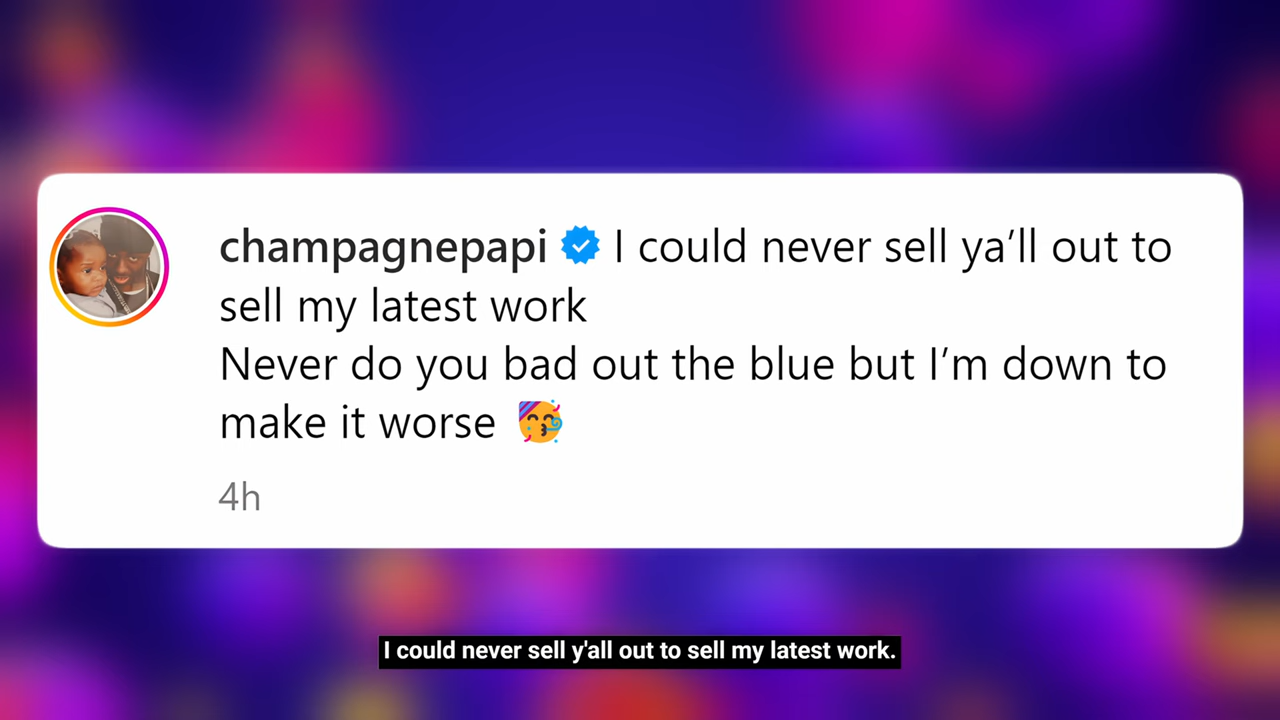 champagnepapi I could never sell ya’ll out to
sell my latest work
Never do you bad out the blue but I’m down to
make it worse 🥳
4h
I could never sell y'all out to sell my latest work.